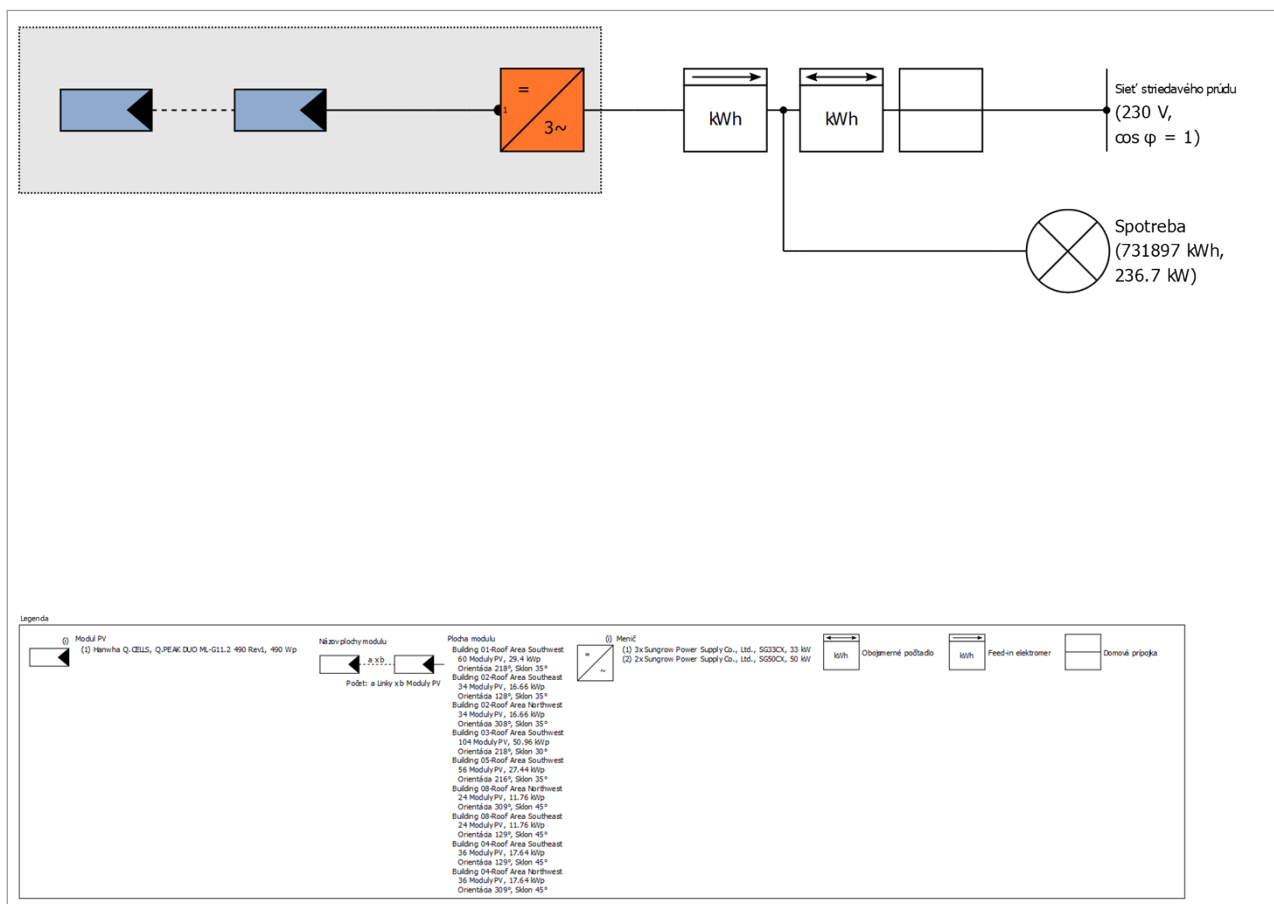 =
3~
1
kWh
kWh
Sieť striedavého prúdu
(230 V,
cos φ = 1)
Spotreba
(731897 kWh,
236.7 kW)
Legenda
(i) Modul PV
(1) Hanwha Q.CELLS, Q.PEAK DUO ML-G11.2 490 Rev1, 490 Wp
Názov plochy modulu
a x b
Počet: a Linky x b Moduly PV
Plocha modulu
Building 01-Roof Area Southwest
60 Moduly PV, 29.4 kWp
Orientácia 218°, Sklon 35°
Building 02-Roof Area Southeast
34 Moduly PV, 16.66 kWp
Orientácia 128°, Sklon 35°
Building 02-Roof Area Northwest
34 Moduly PV, 16.66 kWp
Orientácia 308°, Sklon 35°
Building 03-Roof Area Southwest
104 Moduly PV, 50.96 kWp
Orientácia 218°, Sklon 30°
Building 05-Roof Area Southwest
56 Moduly PV, 27.44 kWp
Orientácia 216°, Sklon 35°
Building 08-Roof Area Northwest
24 Moduly PV, 11.76 kWp
Orientácia 309°, Sklon 45°
Building 08-Roof Area Southeast
24 Moduly PV, 11.76 kWp
Orientácia 129°, Sklon 45°
Building 04-Roof Area Southeast
36 Moduly PV, 17.64 kWp
Orientácia 129°, Sklon 45°
Building 04-Roof Area Northwest
36 Moduly PV, 17.64 kWp
Orientácia 309°, Sklon 45°
=
~
(i) Menič
(1) 3x Sungrow Power Supply Co., Ltd., SG33CX, 33 kW
(2) 2x Sungrow Power Supply Co., Ltd., SG50CX, 50 kW
kWh
Obojsmerné počítadlo
kWh
Feed-in elektromer
Domová prípojka